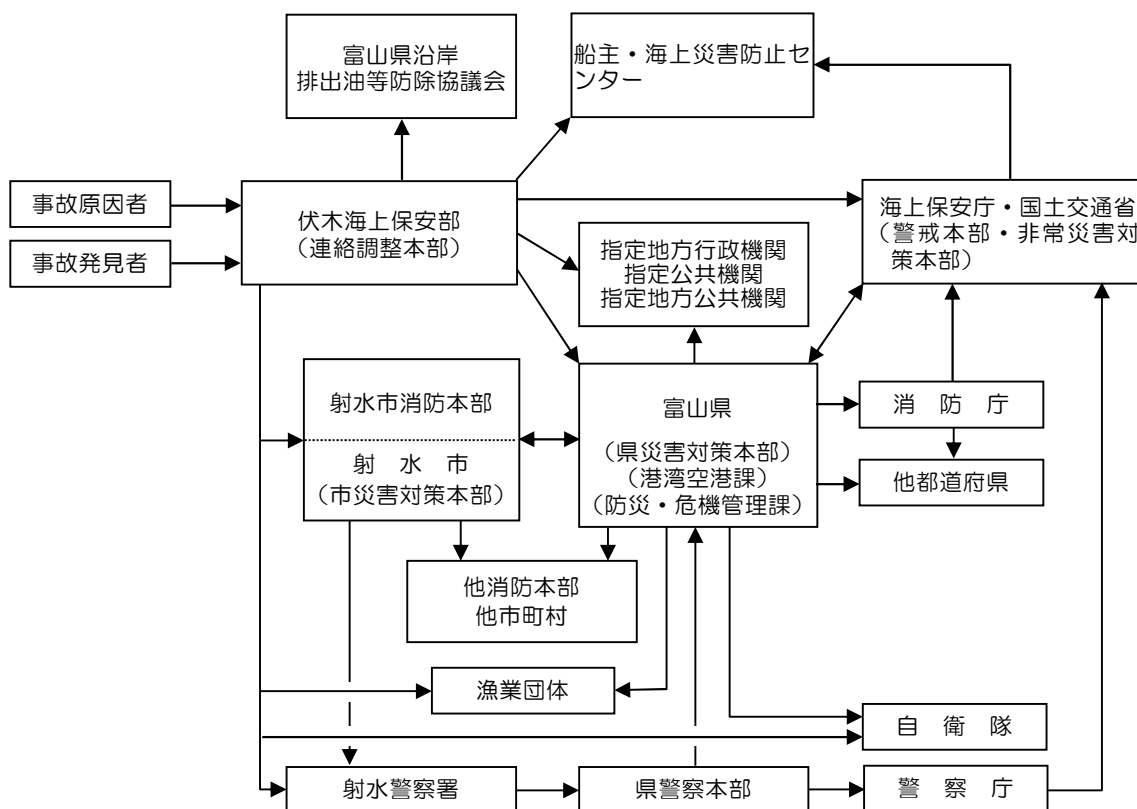 富山県沿岸
排出油等防除協議会
船主・海上災害防止セ
ンター
事故原因者
事故発見者
伏木海上保安部
（連絡調整本部）
海上保安庁・国土交通省
（警戒本部・非常災害対
策本部）
指定地方行政機関
指定公共機関
指定地方公共機関
射水市消防本部
射　水　市
（市災害対策本部）
富山県
（県災害対策本部）
（港湾空港課）
（防災・危機管理課）
消　防　庁
他都道府県
他消防本部
他市町村
漁業団体
自　衛　隊
射水警察署
県警察本部
警　察　庁